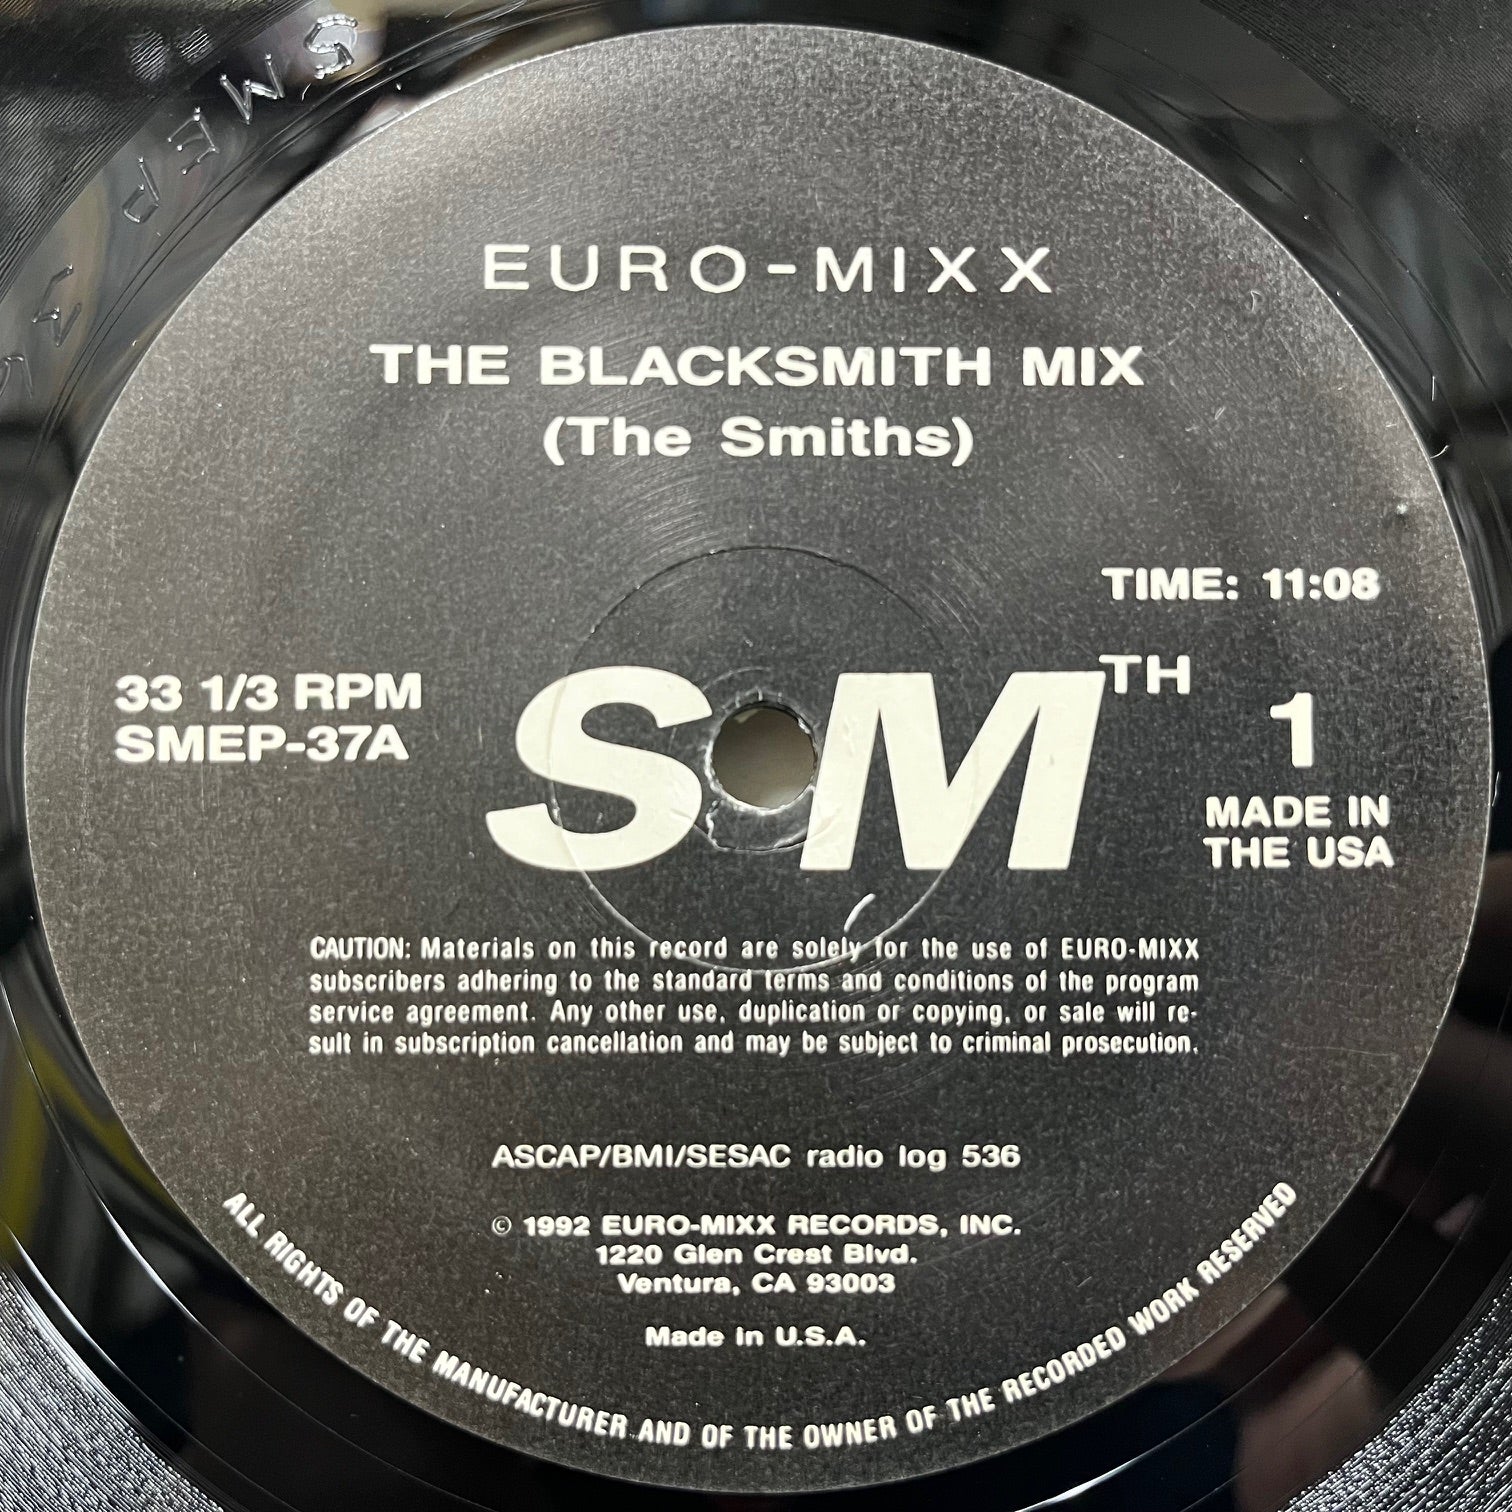 SMEP 37A
EURO-MIXX
THE BLACKSMITH MIX
(The Smiths)
TIME: 11:08
33 1/3 RPM
SMEP-37A
SMTH
1
MADE IN
THE USA
CAUTION: Materials on this record are solely for the use of EURO-MIXX
subscribers adhering to the standard terms and conditions of the program
service agreement. Any other use, duplication or copying, or sale will re-
sult in subscription cancellation and may be subject to criminal prosecution.
ASCAP/BMI/SESAC radio log 536
© 1992 EURO-MIXX RECORDS, INC.
1220 Glen Crest Blvd.
Ventura, CA 93003
Made in U.S.A.
ALL RIGHTS OF THE MANUFACTURER AND OF THE OWNER OF THE RECORDED WORK RESERVED